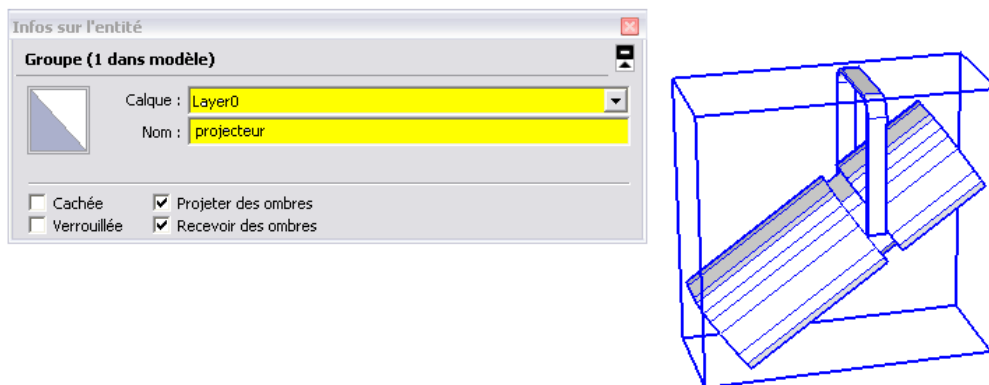 Infos sur l'entité
Groupe (1 dans modèle)
Calque : Layer0
Nom : projecteur
Cachée Projeter des ombres
Verrouillée Recevoir des ombres